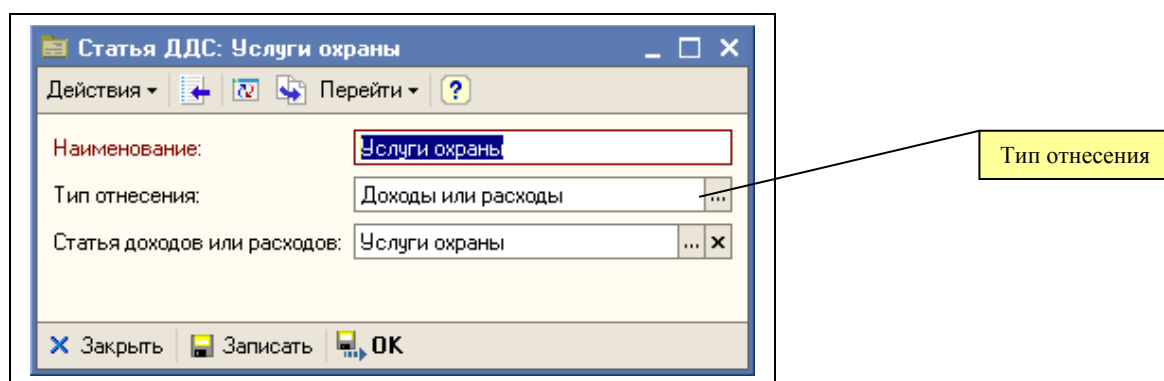 Статья ДДС: Услуги охраны
Действия Перейти ?
Наименование: Услуги охраны
Тип отнесения: Доходы или расходы ...
Тип отнесения
Статья доходов или расходов: Услуги охраны ... x
Закрыть Записать OK